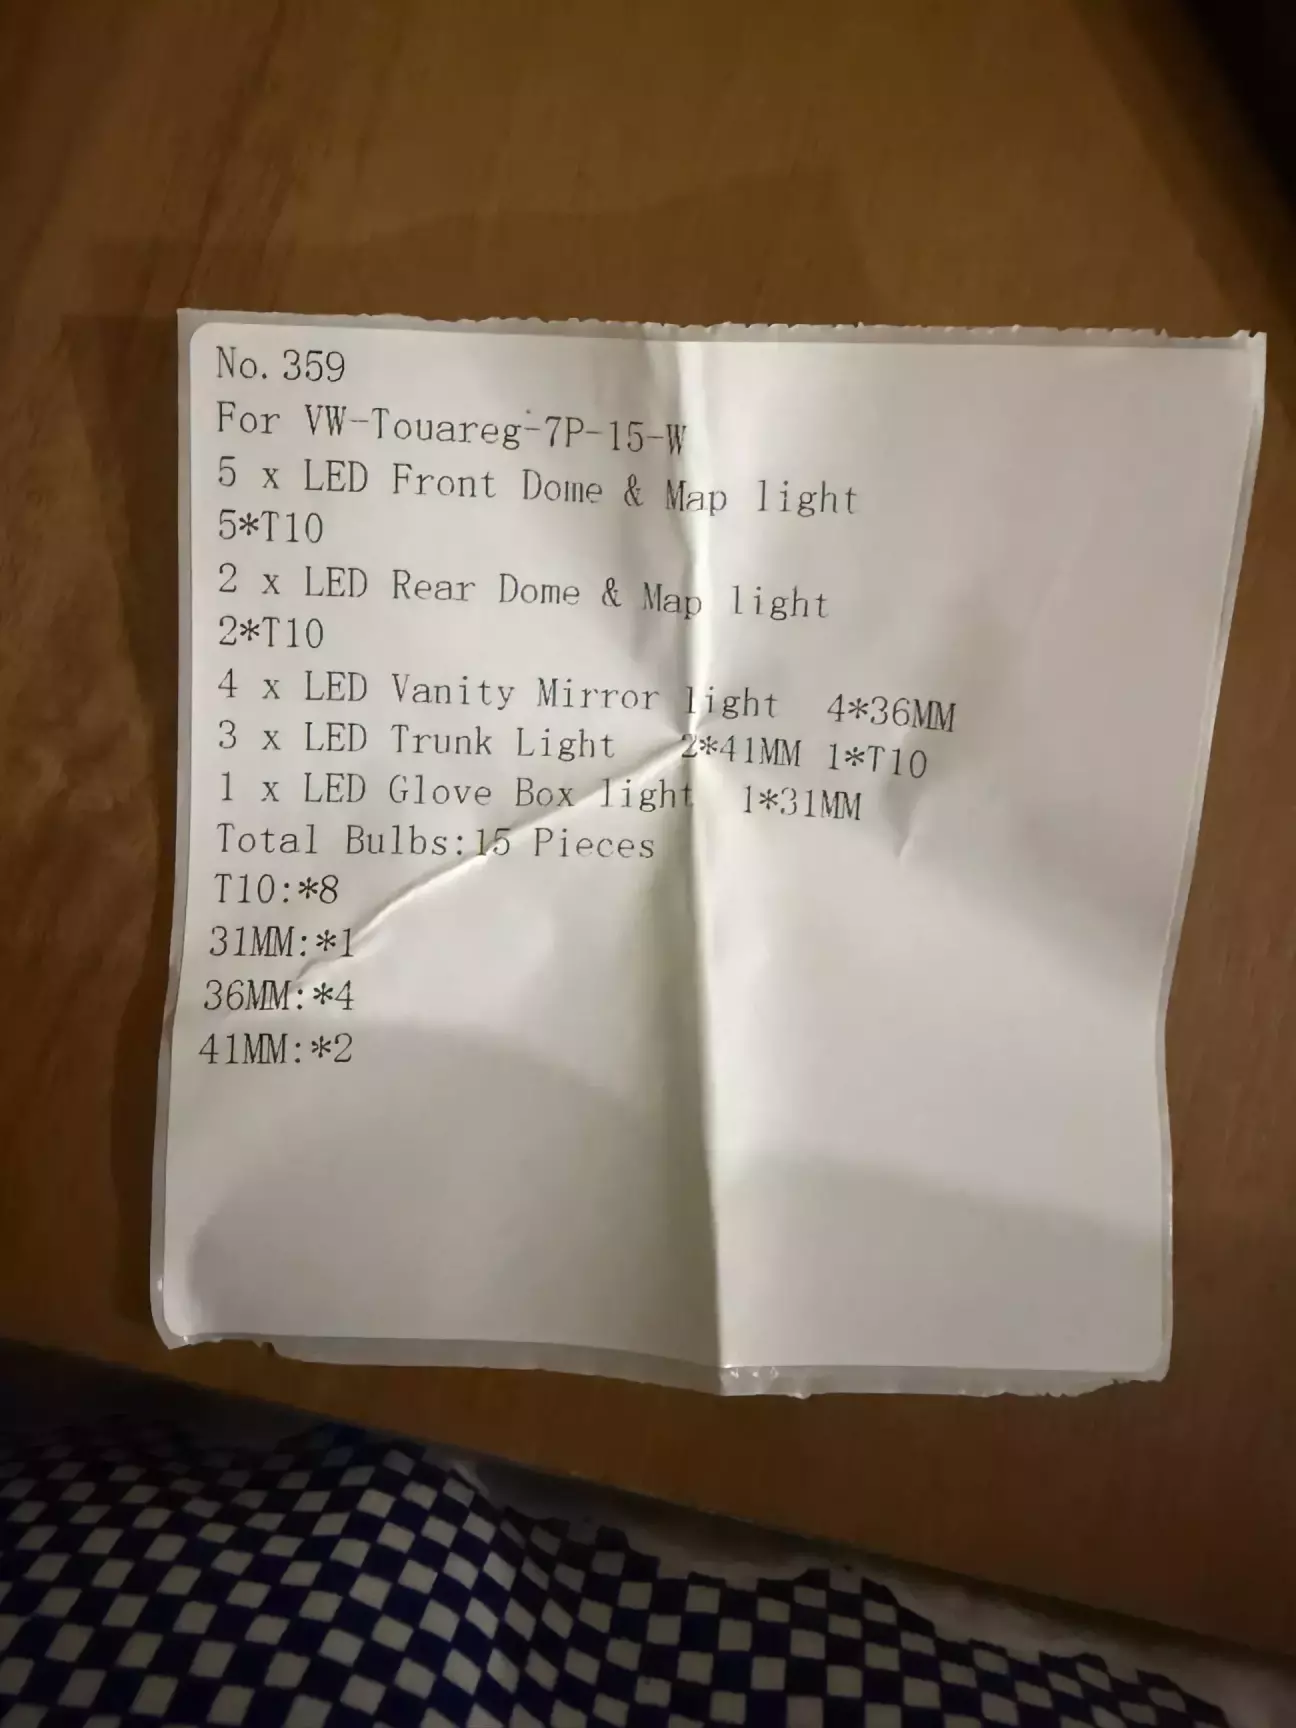 No. 359
For VW-Touareg-7P-15-W
5 x LED Front Dome & Map light
5*T10
2 x LED Rear Dome & Map light
2*T10
4 x LED Vanity Mirror light 4*36MM
3 x LED Trunk Light 2*41MM 1*T10
1 x LED Glove Box light 1*31MM
Total Bulbs:15 Pieces
T10:*8
31MM:*1
36MM:*4
41MM:*2